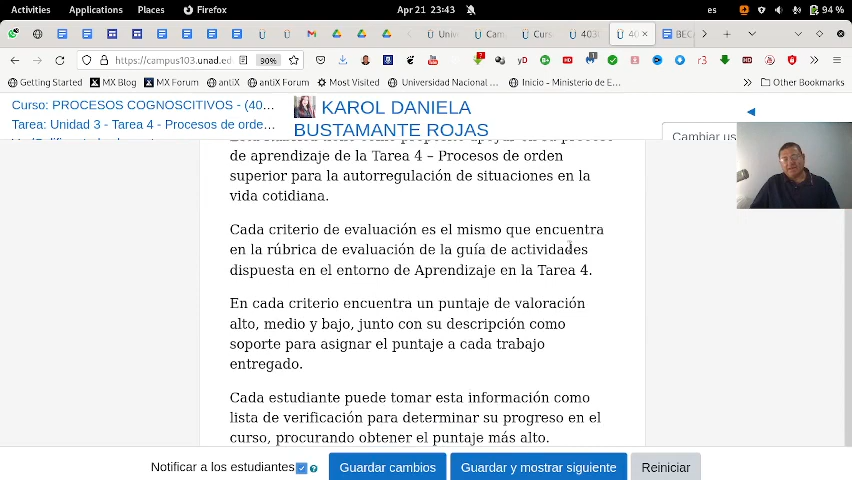 Activities Applications Places Firefox Apr 21 23:43 es 94 %
Univ Curs 403 40 BEC
https://campus103.unad.ed 90%
Getting Started MX Blog MX Forum antiX antiX Forum Most Visited Universidad Nacional ... Inicio - Ministerio de E... Other Bookmarks
Curso: PROCESOS COGNOSCITIVOS - (40...
Tarea: Unidad 3 - Tarea 4 - Procesos de orde...
KAROL DANIELA
BUSTAMANTE ROJAS
Cambiar us
de aprendizaje de la Tarea 4 – Procesos de orden
superior para la autorregulación de situaciones en la
vida cotidiana.
Cada criterio de evaluación es el mismo que encuentra
en la rúbrica de evaluación de la guía de actividades
dispuesta en el entorno de Aprendizaje en la Tarea 4.
En cada criterio encuentra un puntaje de valoración
alto, medio y bajo, junto con su descripción como
soporte para asignar el puntaje a cada trabajo
entregado.
Cada estudiante puede tomar esta información como
lista de verificación para determinar su progreso en el
curso, procurando obtener el puntaje más alto.
Notificar a los estudiantes Guardar cambios Guardar y mostrar siguiente Reiniciar